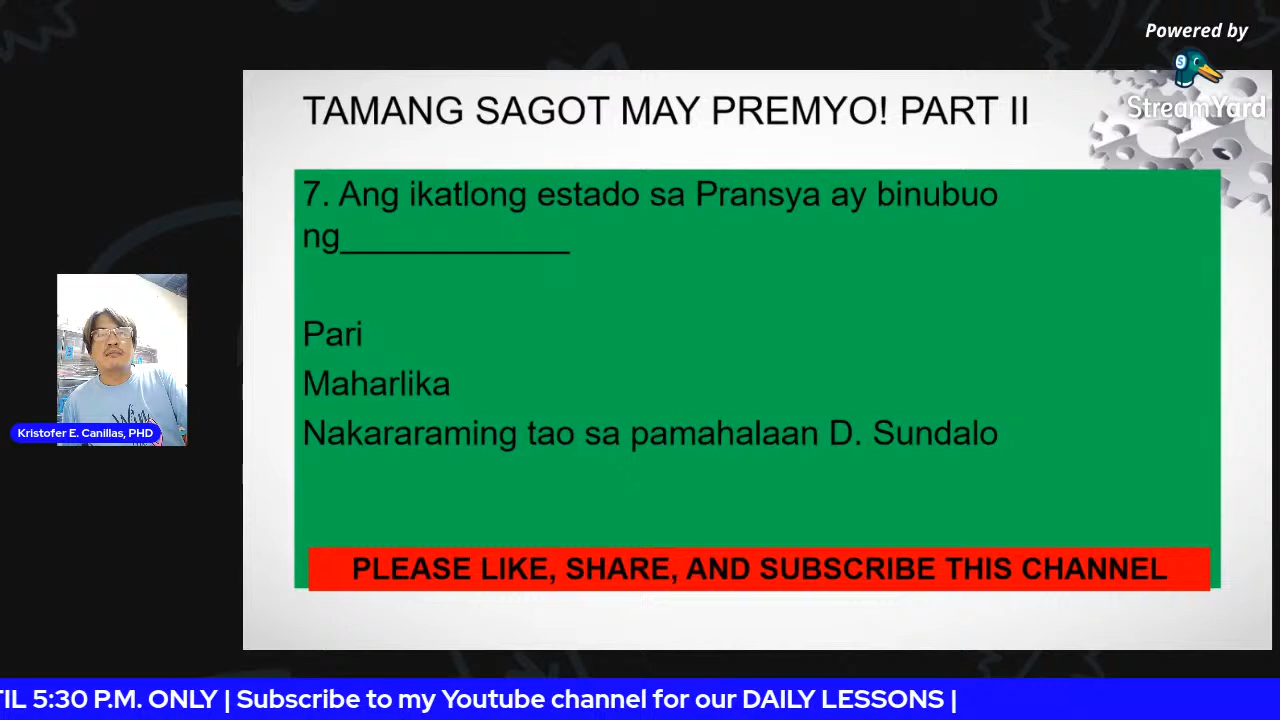 Powered by
StreamYard
TAMANG SAGOT MAY PREMYO! PART II
7. Ang ikatlong estado sa Pransya ay binubuo
ng____________
Pari
Maharlika
Nakararaming tao sa pamahalaan D. Sundalo
PLEASE LIKE, SHARE, AND SUBSCRIBE THIS CHANNEL
Kristofer E. Canillas, PHD
TIL 5:30 P.M. ONLY | Subscribe to my Youtube channel for our DAILY LESSONS |